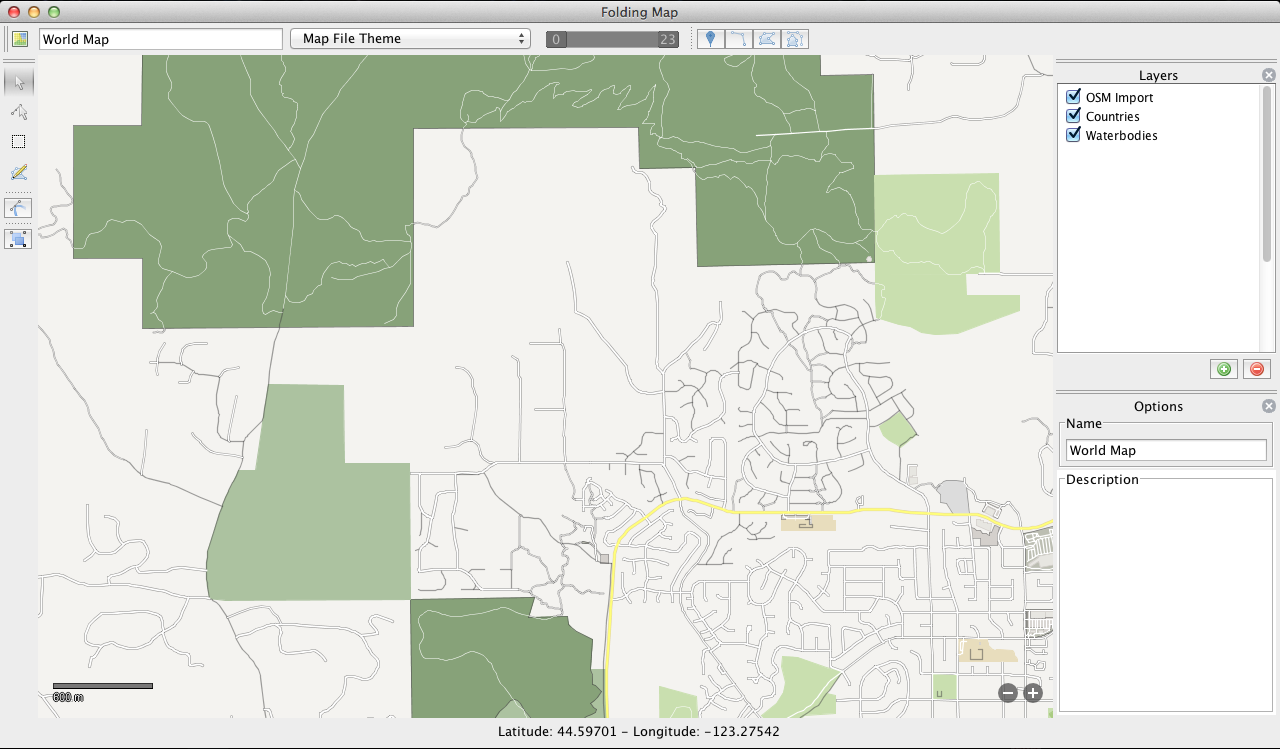 Folding Map
World Map
Map File Theme
0 23
Layers
OSM Import
Countries
Waterbodies
Options
Name
World Map
Description
600 m
Latitude: 44.59701 – Longitude: −123.27542